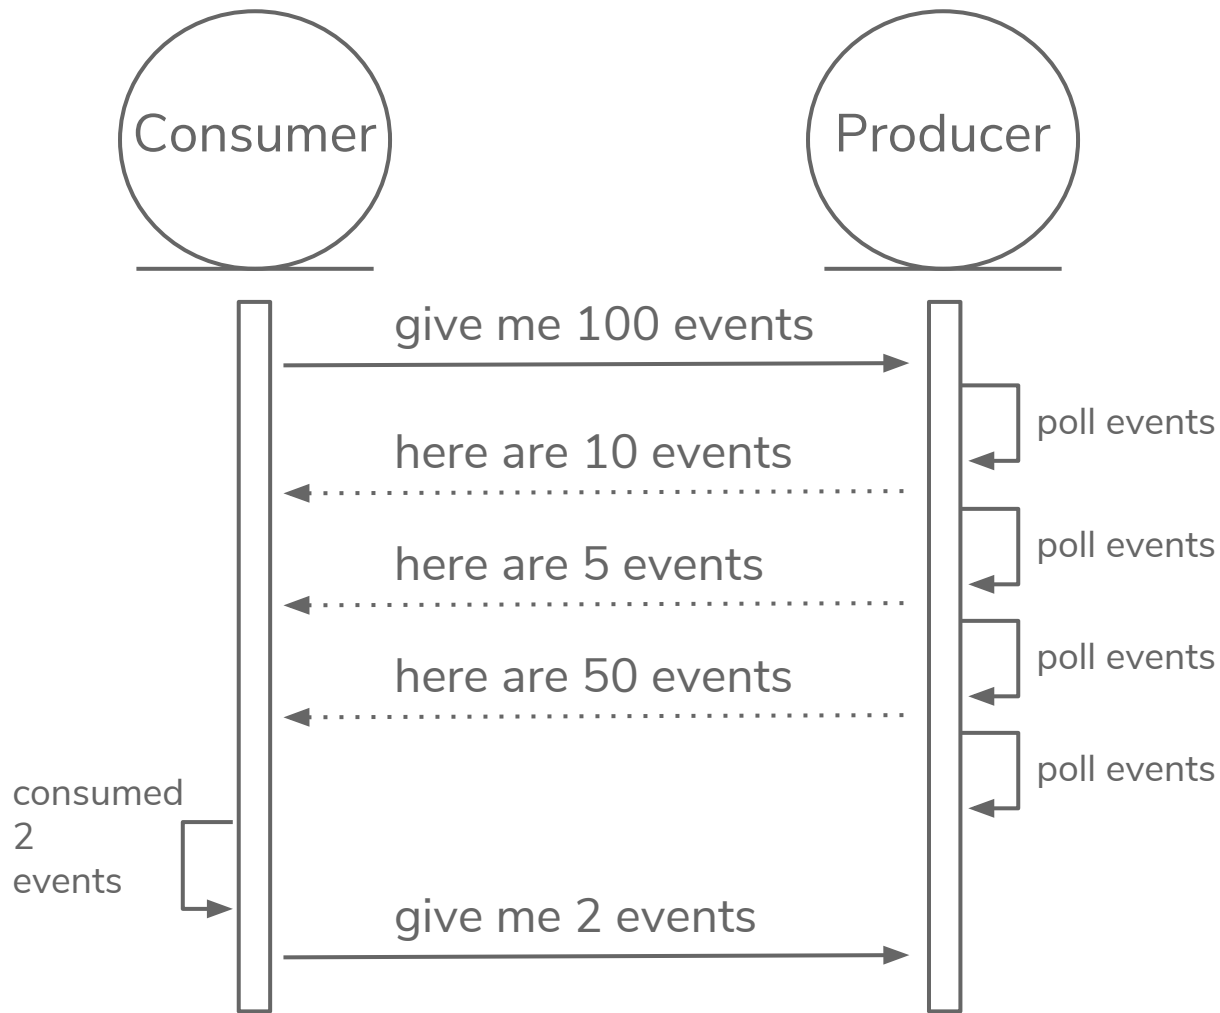 Consumer
Producer
give me 100 events
poll events
here are 10 events
poll events
here are 5 events
poll events
here are 50 events
poll events
consumed
2
events
give me 2 events